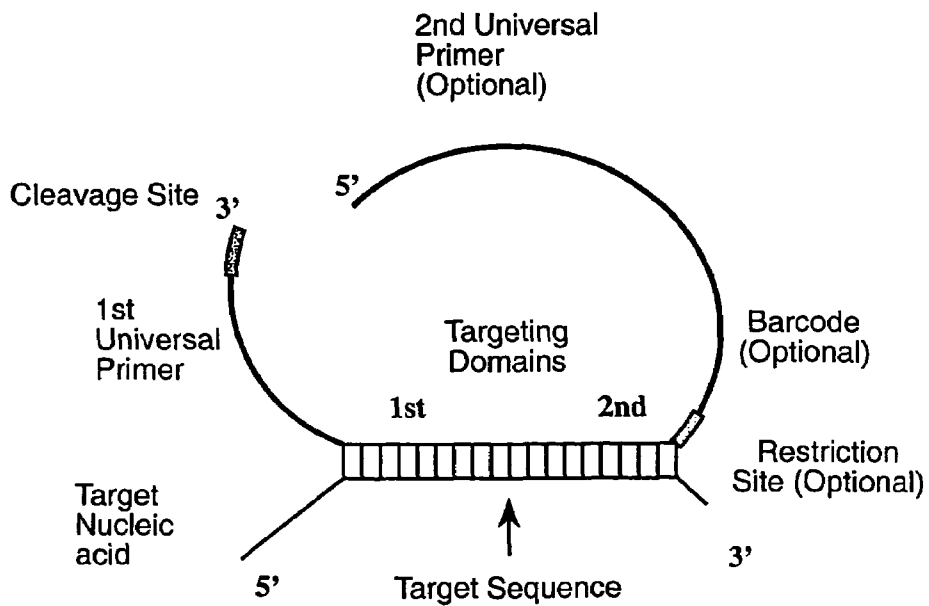 2nd Universal
Primer
(Optional)
Cleavage Site
3’
5’
1st
Universal
Primer
Targeting
Domains
Barcode
(Optional)
1st
2nd
Restriction
Site (Optional)
Target
Nucleic
acid
5’
Target Sequence
3’